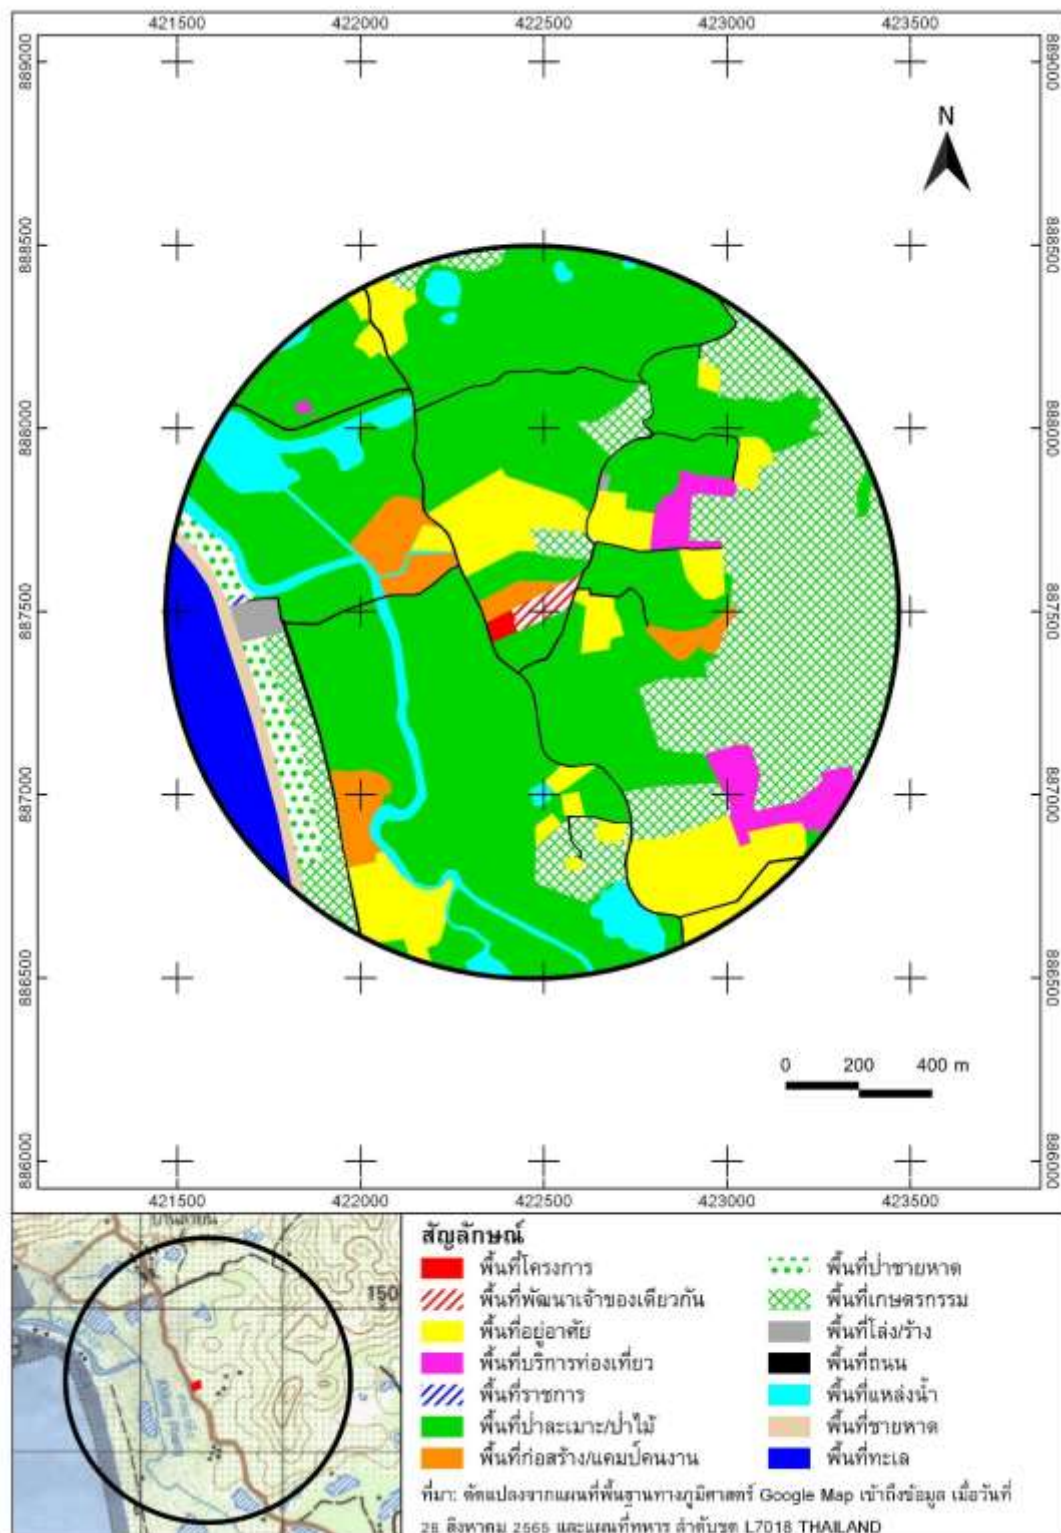 421500 422000 422500 423000 423500
889000 889000
N
888500 888500
888000 888000
887500 887500
887000 887000
886500 886500
0 200 400 m
886000 886000
421500 422000 422500 423000 423500
150
สัญลักษณ์
พื้นที่โครงการ
พื้นที่พัฒนาเจ้าของเดียวกัน
พื้นที่อยู่อาศัย
พื้นที่บริการท่องเที่ยว
พื้นที่ราชการ
พื้นที่ป่าละเมาะ/ป่าไม้
พื้นที่ก่อสร้าง/แคมป์คนงาน
พื้นที่ป่าชายหาด
พื้นที่เกษตรกรรม
พื้นที่โล่ง/ร้าง
พื้นที่ถนน
พื้นที่แหล่งน้ำ
พื้นที่ชายหาด
พื้นที่ทะเล
ที่มา: ดัดแปลงจากแผนที่พื้นฐานทางภูมิศาสตร์ Google Map เข้าถึงข้อมูล เมื่อวันที่
26 สิงหาคม 2565 และแผนที่ทหาร ลำดับชุด L7018 THAILAND